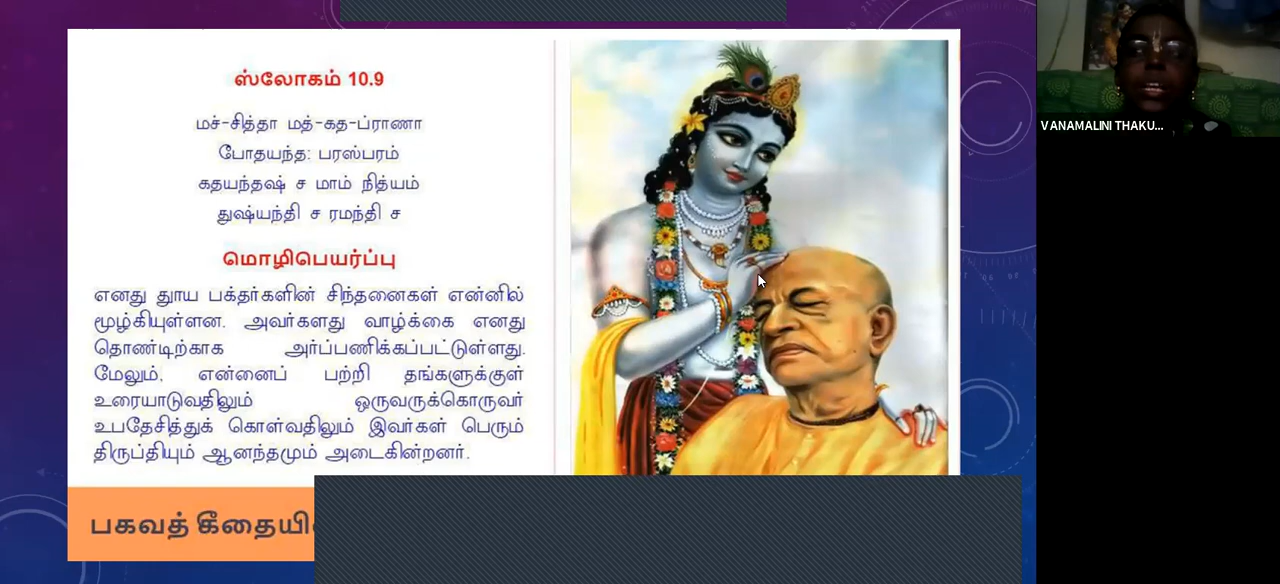 ஸ்லோகம் 10.9
மச்-சித்தா மத்-கத-ப்ராணா
போதயந்த: பரஸ்பரம்
கதயந்தஷ் ச மாம் நித்யம்
துஷ்யந்தி ச ரமந்தி ச
மொழிபெயர்ப்பு
எனது தூய பக்தர்களின் சிந்தனைகள் என்னில்
மூழ்கியுள்ளன. அவர்களது வாழ்க்கை எனது
தொண்டிற்காக அர்ப்பணிக்கப்பட்டுள்ளது.
மேலும், என்னைப் பற்றி தங்களுக்குள்
உரையாடுவதிலும் ஒருவருக்கொருவர்
உபதேசித்துக் கொள்வதிலும் இவர்கள் பெரும்
திருப்தியும் ஆனந்தமும் அடைகின்றனர்.
பகவத்
VANAMALINI THAKU...